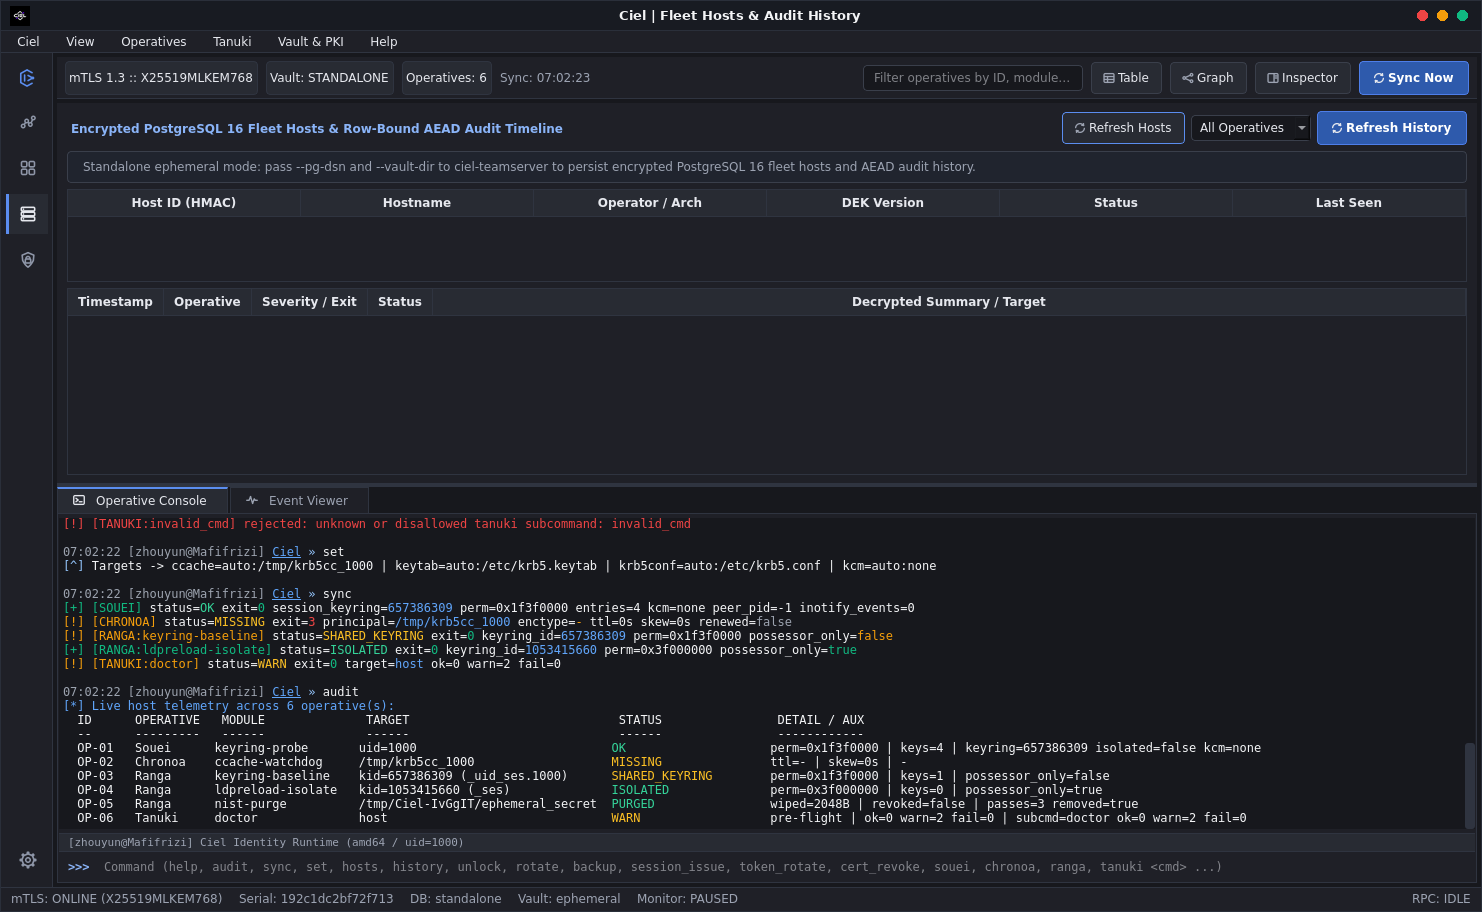 Ciel | Fleet Hosts & Audit History
Ciel View Operatives Tanuki Vault & PKI Help
mTLS 1.3 :: X25519MLKEM768 Vault: STANDALONE Operatives: 6 Sync: 07:02:23 Filter operatives by ID, module... Table Graph Inspector Sync Now
Encrypted PostgreSQL 16 Fleet Hosts & Row-Bound AEAD Audit Timeline Refresh Hosts All Operatives Refresh History
Standalone ephemeral mode: pass --pg-dsn and --vault-dir to ciel-teamserver to persist encrypted PostgreSQL 16 fleet hosts and AEAD audit history.
Host ID (HMAC) Hostname Operator / Arch DEK Version Status Last Seen
Timestamp Operative Severity / Exit Status Decrypted Summary / Target
Operative Console Event Viewer
[!] [TANUKI:invalid_cmd] rejected: unknown or disallowed tanuki subcommand: invalid_cmd
07:02:22 [zhouyun@Mafifrizi] Ciel » set
[^] Targets -> ccache=auto:/tmp/krb5cc_1000 | keytab=auto:/etc/krb5.keytab | krb5conf=auto:/etc/krb5.conf | kcm=auto:none
07:02:22 [zhouyun@Mafifrizi] Ciel » sync
[+] [SOUEI] status=OK exit=0 session_keyring=657386309 perm=0x1f3f0000 entries=4 kcm=none peer_pid=-1 inotify_events=0
[!] [CHRONOA] status=MISSING exit=3 principal=/tmp/krb5cc_1000 enctype=- ttl=0s skew=0s renewed=false
[!] [RANGA:keyring-baseline] status=SHARED_KEYRING exit=0 keyring_id=657386309 perm=0x1f3f0000 possessor_only=false
[+] [RANGA:ldpreload-isolate] status=ISOLATED exit=0 keyring_id=1053415660 perm=0x3f000000 possessor_only=true
[!] [TANUKI:doctor] status=WARN exit=0 target=host ok=0 warn=2 fail=0
07:02:22 [zhouyun@Mafifrizi] Ciel » audit
[*] Live host telemetry across 6 operative(s):
ID OPERATIVE MODULE TARGET STATUS DETAIL / AUX
-- --------- ------ ------ ------ ------------
OP-01 Souei keyring-probe uid=1000 OK perm=0x1f3f0000 | keys=4 | keyring=657386309 isolated=false kcm=none
OP-02 Chronoa ccache-watchdog /tmp/krb5cc_1000 MISSING ttl=- | skew=0s | -
OP-03 Ranga keyring-baseline kid=657386309 (_uid_ses.1000) SHARED_KEYRING perm=0x1f3f0000 | keys=1 | possessor_only=false
OP-04 Ranga ldpreload-isolate kid=1053415660 (_ses) ISOLATED perm=0x3f000000 | keys=0 | possessor_only=true
OP-05 Ranga nist-purge /tmp/Ciel-IvGgIT/ephemeral_secret PURGED wiped=2048B | revoked=false | passes=3 removed=true
OP-06 Tanuki doctor host WARN pre-flight | ok=0 warn=2 fail=0 | subcmd=doctor ok=0 warn=2 fail=0
[zhouyun@Mafifrizi] Ciel Identity Runtime (amd64 / uid=1000)
>>> Command (help, audit, sync, set, hosts, history, unlock, rotate, backup, session_issue, token_rotate, cert_revoke, souei, chronoa, ranga, tanuki <cmd> ...)
mTLS: ONLINE (X25519MLKEM768) Serial: 192c1dc2bf72f713 DB: standalone Vault: ephemeral Monitor: PAUSED RPC: IDLE